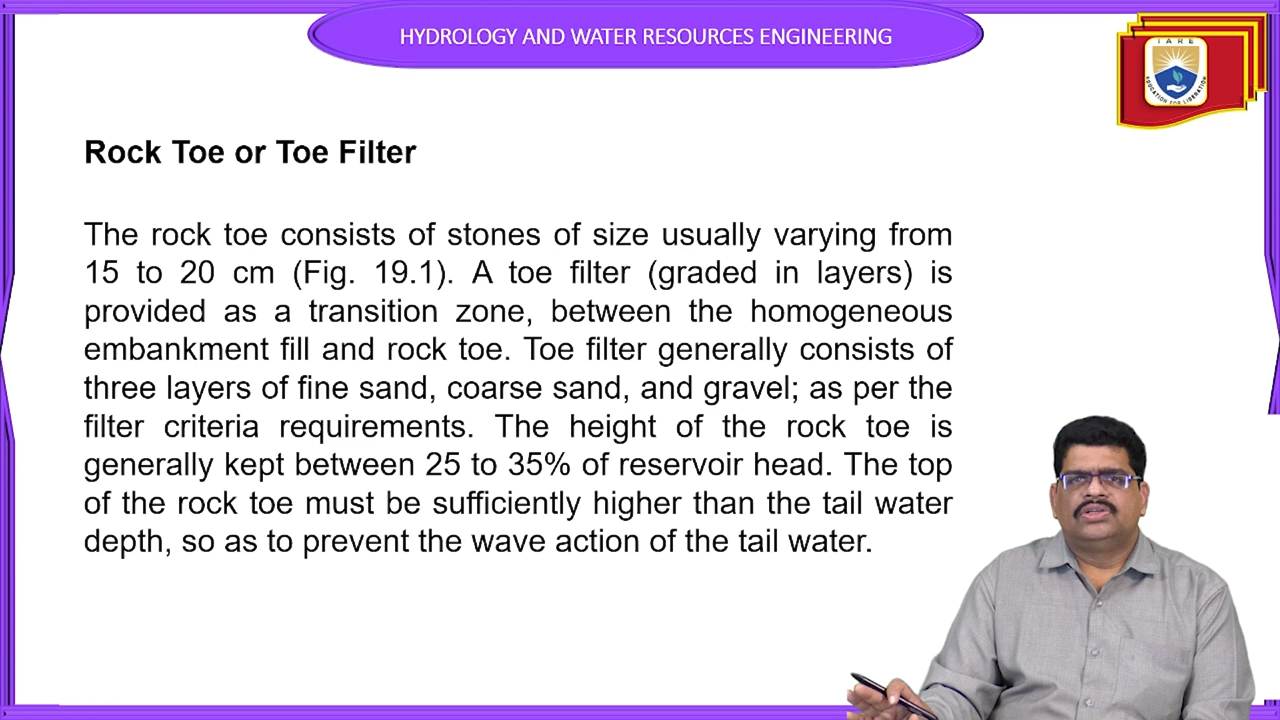 HYDROLOGY AND WATER RESOURCES ENGINEERING
IARE
EDUCATION FOR LIBERATION
Rock Toe or Toe Filter
The rock toe consists of stones of size usually varying from
15 to 20 cm (Fig. 19.1). A toe filter (graded in layers) is
provided as a transition zone, between the homogeneous
embankment fill and rock toe. Toe filter generally consists of
three layers of fine sand, coarse sand, and gravel; as per the
filter criteria requirements. The height of the rock toe is
generally kept between 25 to 35% of reservoir head. The top
of the rock toe must be sufficiently higher than the tail water
depth, so as to prevent the wave action of the tail water.